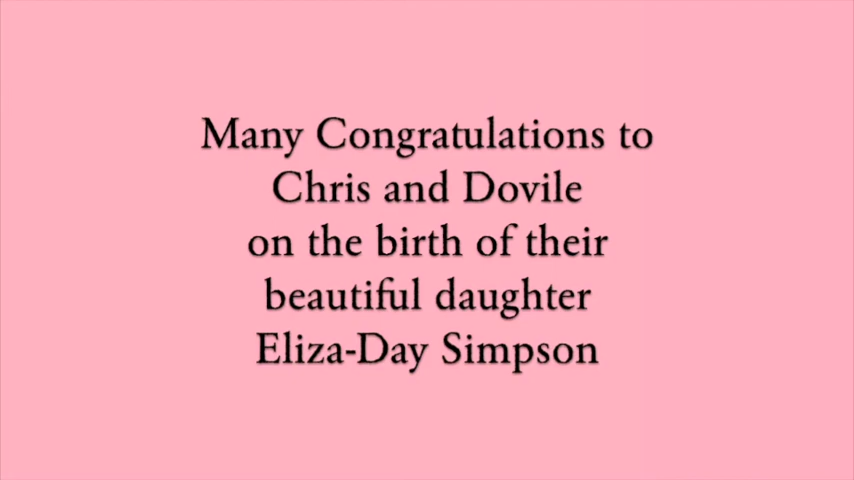 Many Congratulations to
Chris and Dovile
on the birth of their
beautiful daughter
Eliza-Day Simpson